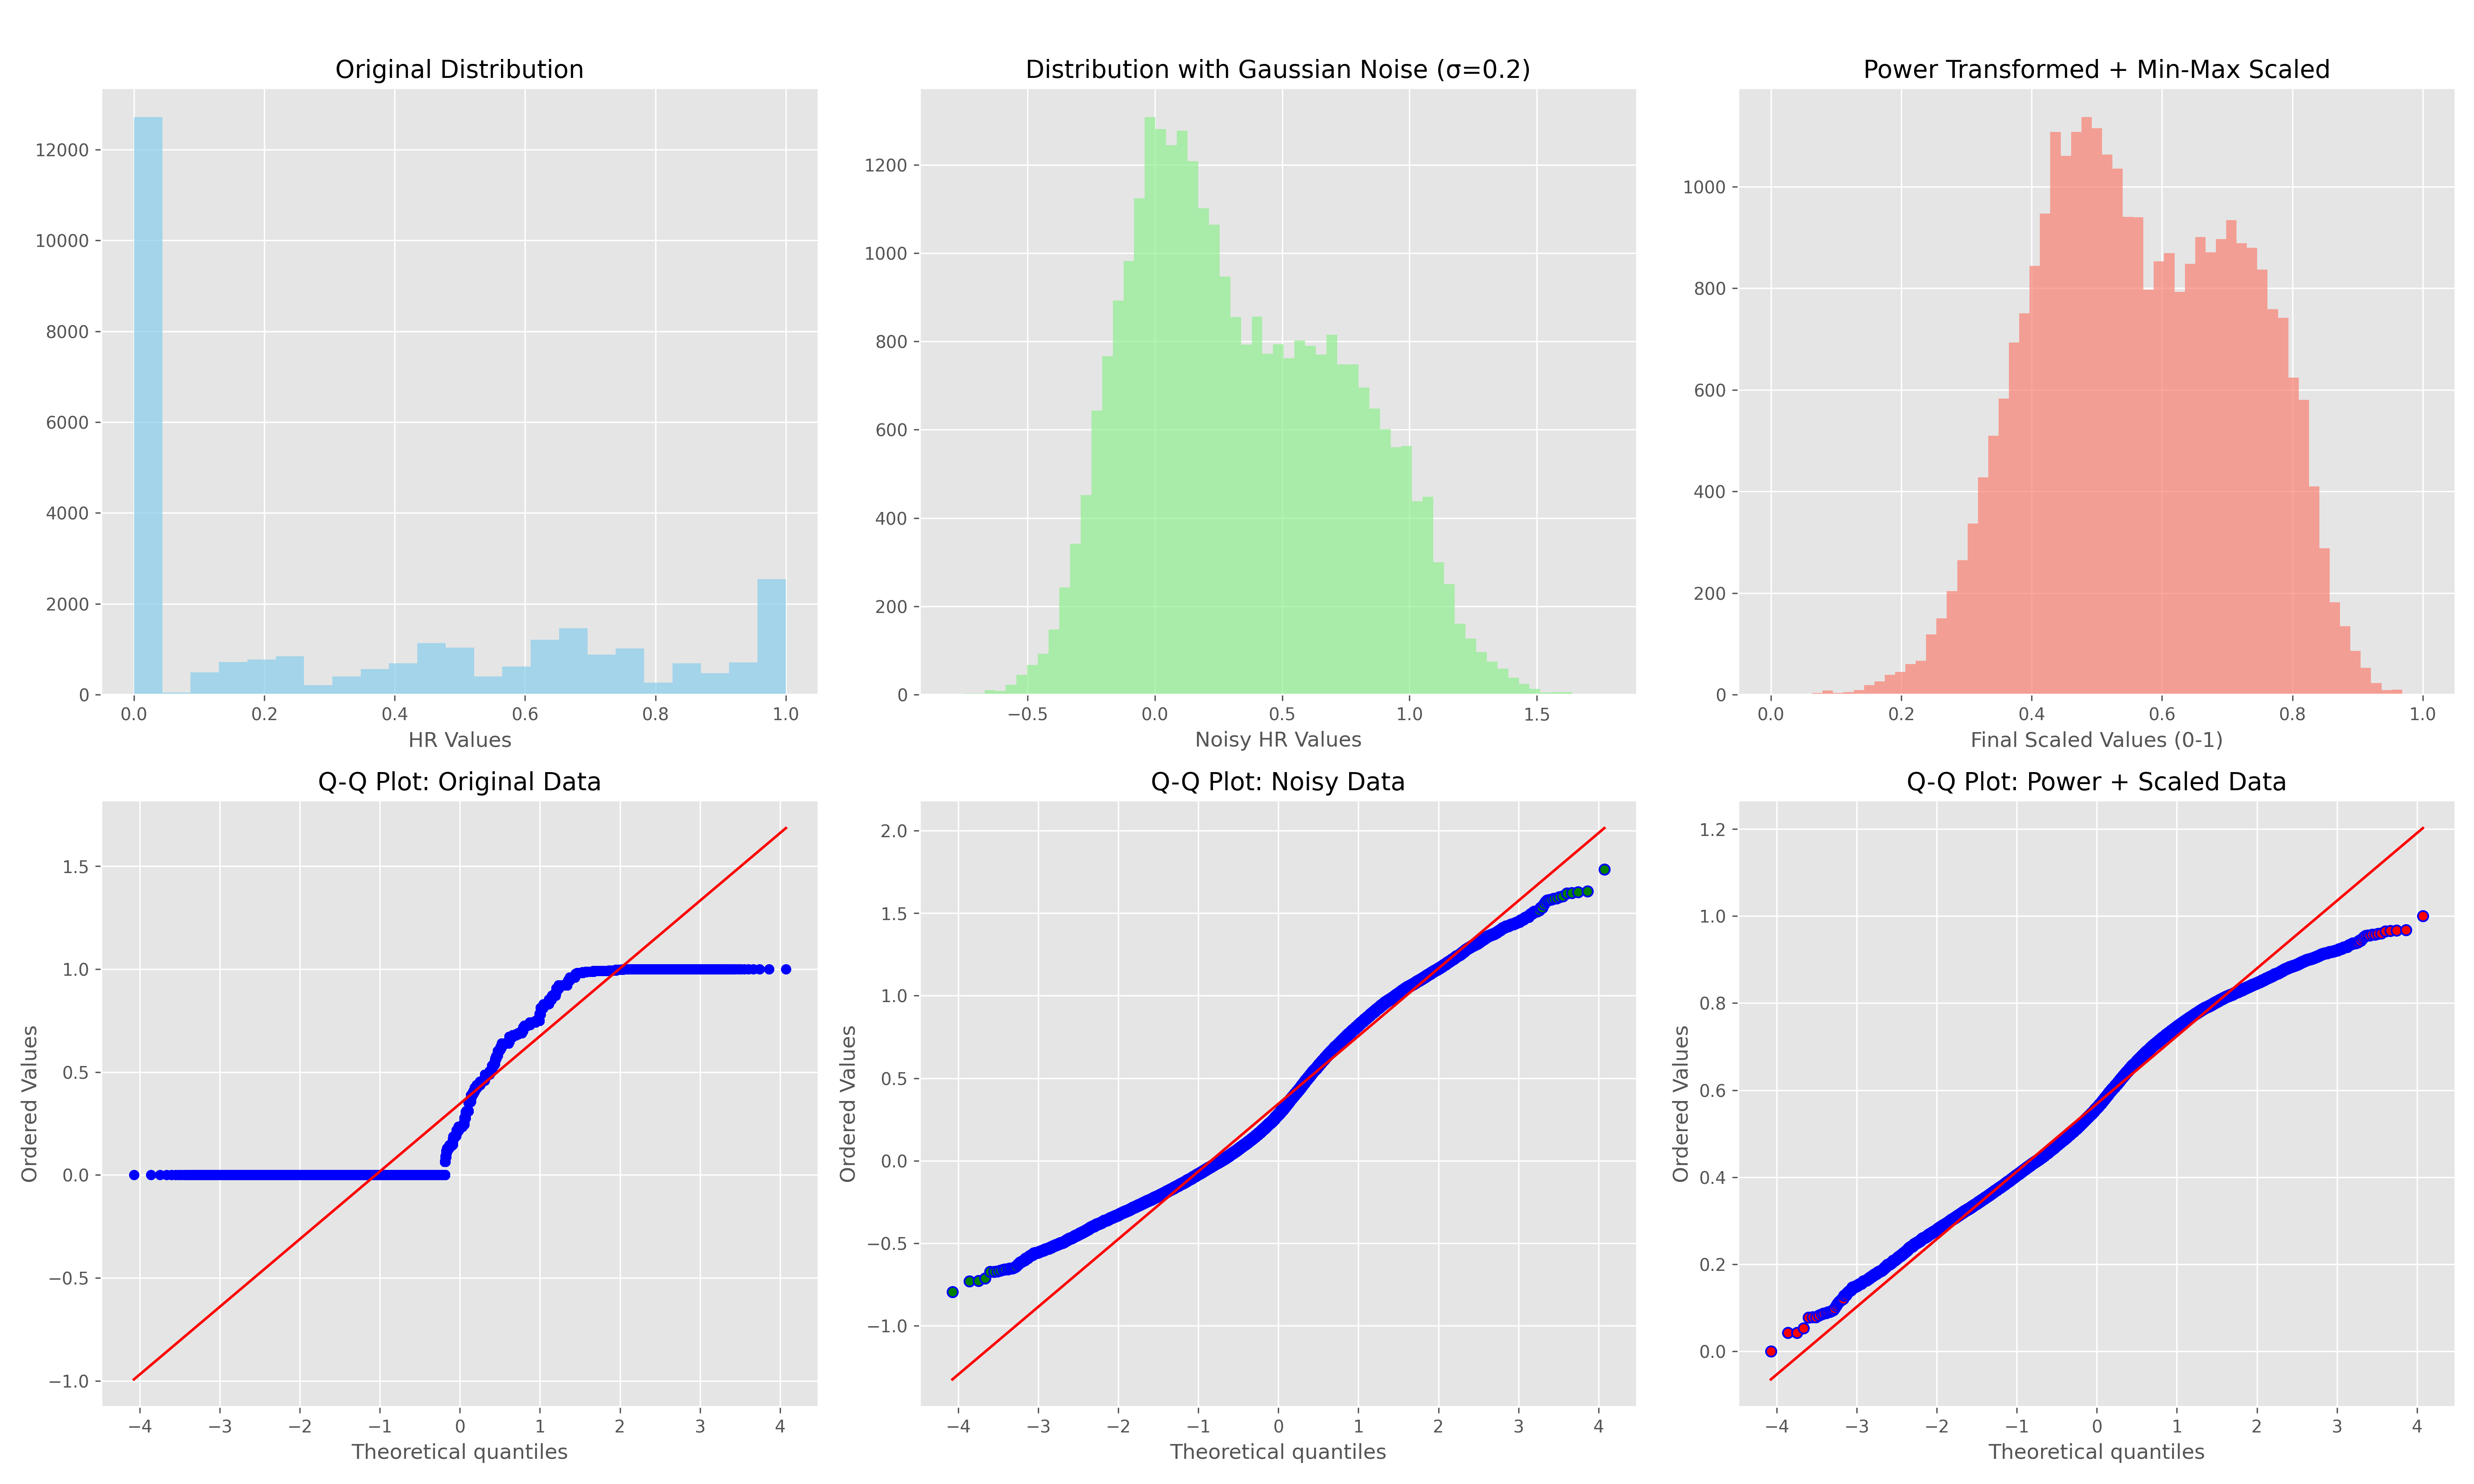 Original Distribution
12000
10000
8000
6000
4000
2000
0
0.0 0.2 0.4 0.6 0.8 1.0
HR Values
Distribution with Gaussian Noise (σ=0.2)
1200
1000
800
600
400
200
0
−0.5 0.0 0.5 1.0 1.5
Noisy HR Values
Power Transformed + Min-Max Scaled
1000
800
600
400
200
0
0.0 0.2 0.4 0.6 0.8 1.0
Final Scaled Values (0-1)
Q-Q Plot: Original Data
Ordered Values
1.5
1.0
0.5
0.0
−0.5
−1.0
−4 −3 −2 −1 0 1 2 3 4
Theoretical quantiles
Q-Q Plot: Noisy Data
Ordered Values
2.0
1.5
1.0
0.5
0.0
−0.5
−1.0
−4 −3 −2 −1 0 1 2 3 4
Theoretical quantiles
Q-Q Plot: Power + Scaled Data
Ordered Values
1.2
1.0
0.8
0.6
0.4
0.2
0.0
−4 −3 −2 −1 0 1 2 3 4
Theoretical quantiles